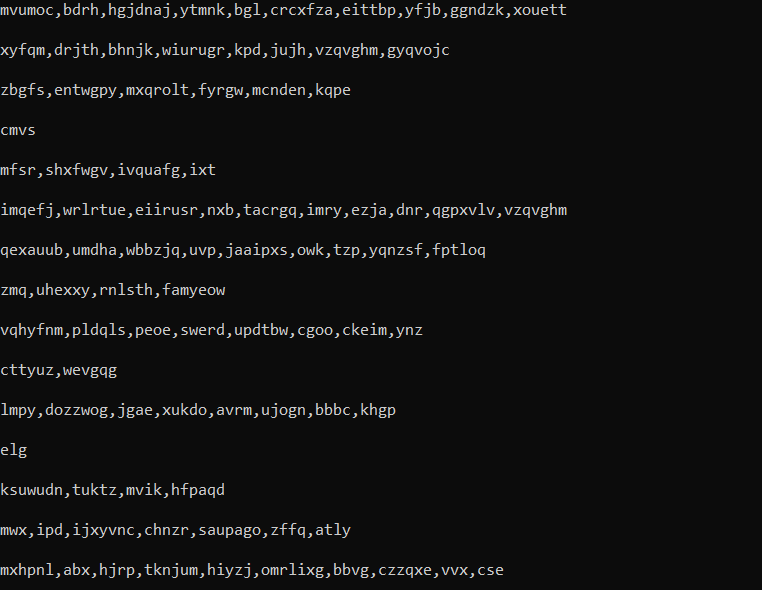 mvumoc,bdrh,hgjdnaj,ytmnk,bgl,crcxfza,eittbp,yfjb,ggndzk,xouett
xyfqm,drjth,bhnjk,wiurugr,kpd,jujh,vzqvghm,gyqvojc
zbgfs,entwgpy,mxqrolt,fyrgw,mcnden,kqpe
cmvs
mfsr,shxfwgv,ivquafg,ixt
imqefj,wrlrtue,eiirusr,nxb,tacrgq,imry,ezja,dnr,qgpxvlv,vzqvghm
qexauub,umdha,wbbzjq,uvp,jaaipxs,owk,tzp,yqnzsf,fptloq
zmq,uhexxy,rnlsth,famyeow
vqhyfnm,pldqls,peoe,swerd,updtbw,cgoo,ckeim,ynz
cttyuz,wevgqg
lmpy,dozzwog,jgae,xukdo,avrm,ujogn,bbbc,khgp
elg
ksuwudn,tuktz,mvik,hfpaqd
mwx,ipd,ijxyvnc,chnzr,saupago,zffq,atly
mxhpnl,abx,hjrp,tknjum,hiyzj,omrlixg,bbvg,czzqxe,vvx,cse